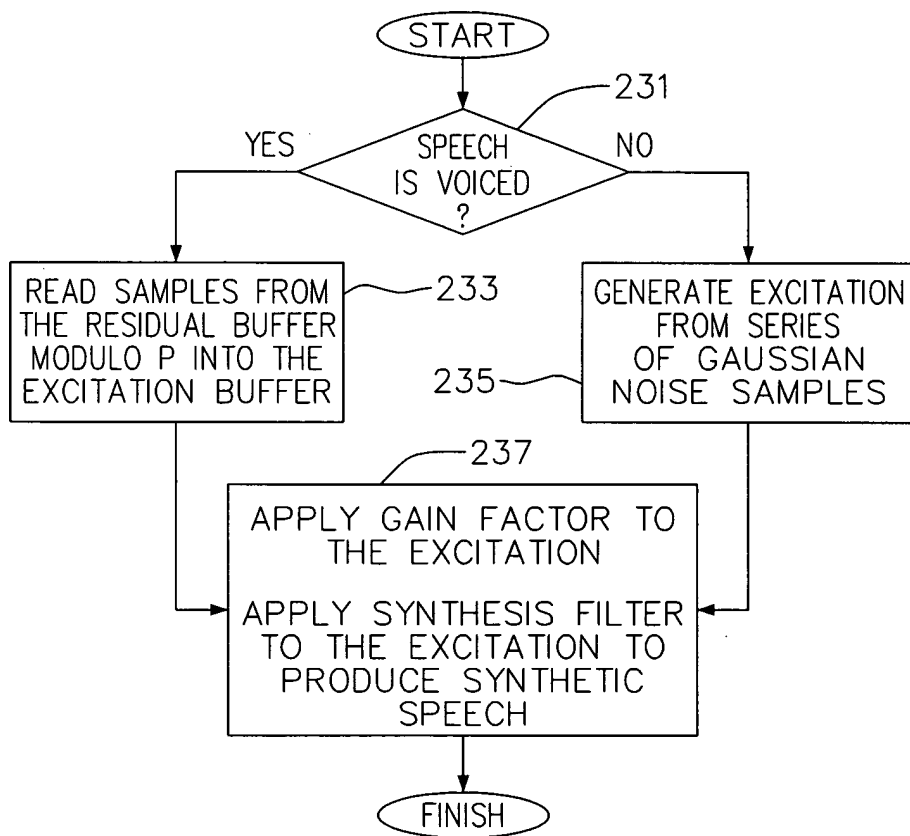 START
231
YES
SPEECH
IS VOICED
?
NO
READ SAMPLES FROM
THE RESIDUAL BUFFER
MODULO P INTO THE
EXCITATION BUFFER
233
GENERATE EXCITATION
FROM SERIES
OF GAUSSIAN
NOISE SAMPLES
235
237
APPLY GAIN FACTOR TO
THE EXCITATION
APPLY SYNTHESIS FILTER
TO THE EXCITATION TO
PRODUCE SYNTHETIC
SPEECH
FINISH